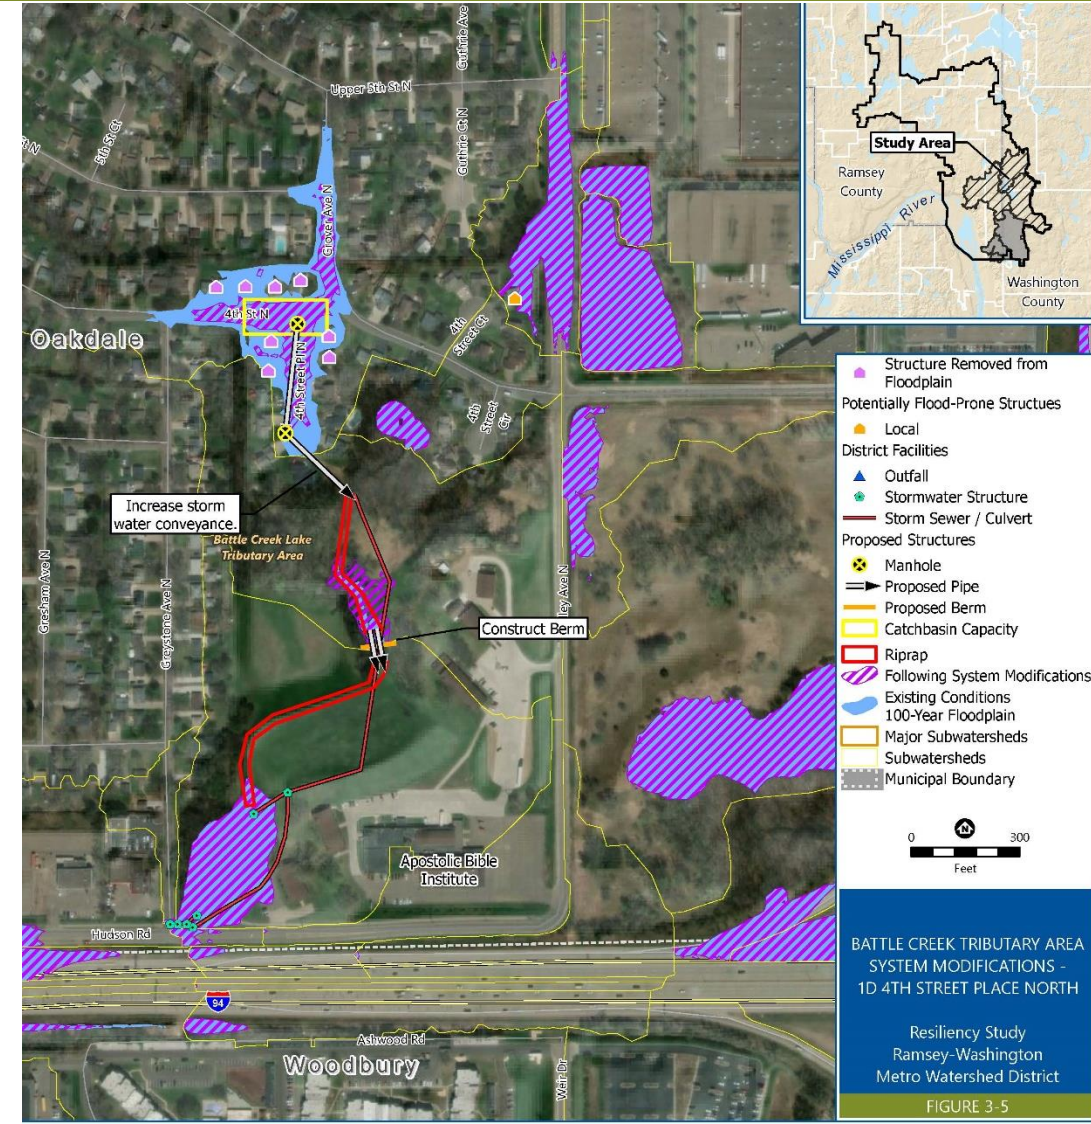 Guthrie Ave
Upper 5th St N
5th St Ct
Guthrie Ct N
Glover Ave N
4th St N
Oakdale
4th Street Pl N
4th
Street Ct
4th
Street
Cir
Increase storm
water conveyance.
Battle Creek Lake
Tributary Area
Gresham Ave N
Greystone Ave N
ley Ave N
Construct Berm
Apostolic Bible
Institute
Hudson Rd
94
Ashwood Rd
Woodbury
Weir Dr
Study Area
Ramsey
County
Mississippi River
Washington
County
Structure Removed from
Floodplain
Potentially Flood-Prone Structues
Local
District Facilities
Outfall
Stormwater Structure
Storm Sewer / Culvert
Proposed Structures
Manhole
Proposed Pipe
Proposed Berm
Catchbasin Capacity
Riprap
Following System Modifications
Existing Conditions
100-Year Floodplain
Major Subwatersheds
Subwatersheds
Municipal Boundary
N
0 300
Feet
BATTLE CREEK TRIBUTARY AREA
SYSTEM MODIFICATIONS -
1D 4TH STREET PLACE NORTH
Resiliency Study
Ramsey-Washington
Metro Watershed District
FIGURE 3-5